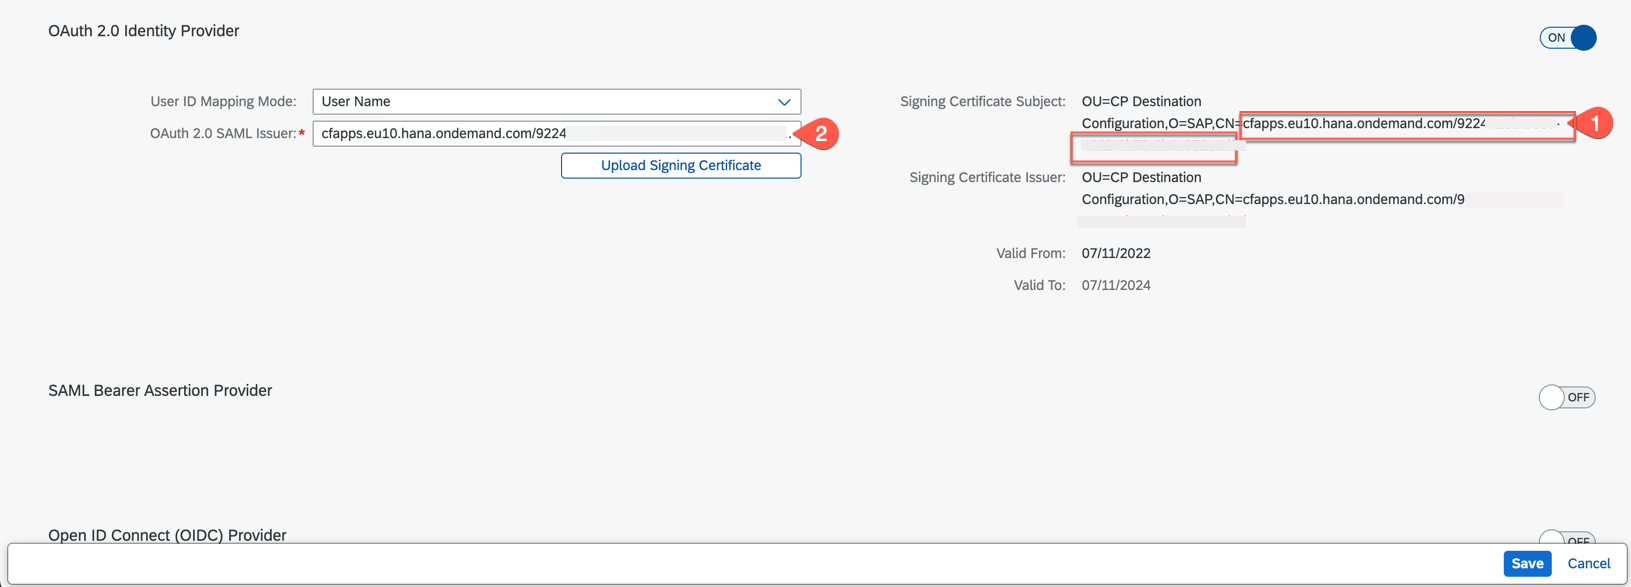 OAuth 2.0 Identity Provider
ON
User ID Mapping Mode: User Name
Signing Certificate Subject: OU=CP Destination
Configuration,O=SAP,CN=cfapps.eu10.hana.ondemand.com/9224
1
OAuth 2.0 SAML Issuer:* cfapps.eu10.hana.ondemand.com/9224
2
Upload Signing Certificate
Signing Certificate Issuer: OU=CP Destination
Configuration,O=SAP,CN=cfapps.eu10.hana.ondemand.com/9
Valid From: 07/11/2022
Valid To: 07/11/2024
SAML Bearer Assertion Provider
OFF
Open ID Connect (OIDC) Provider
OFF
Save Cancel